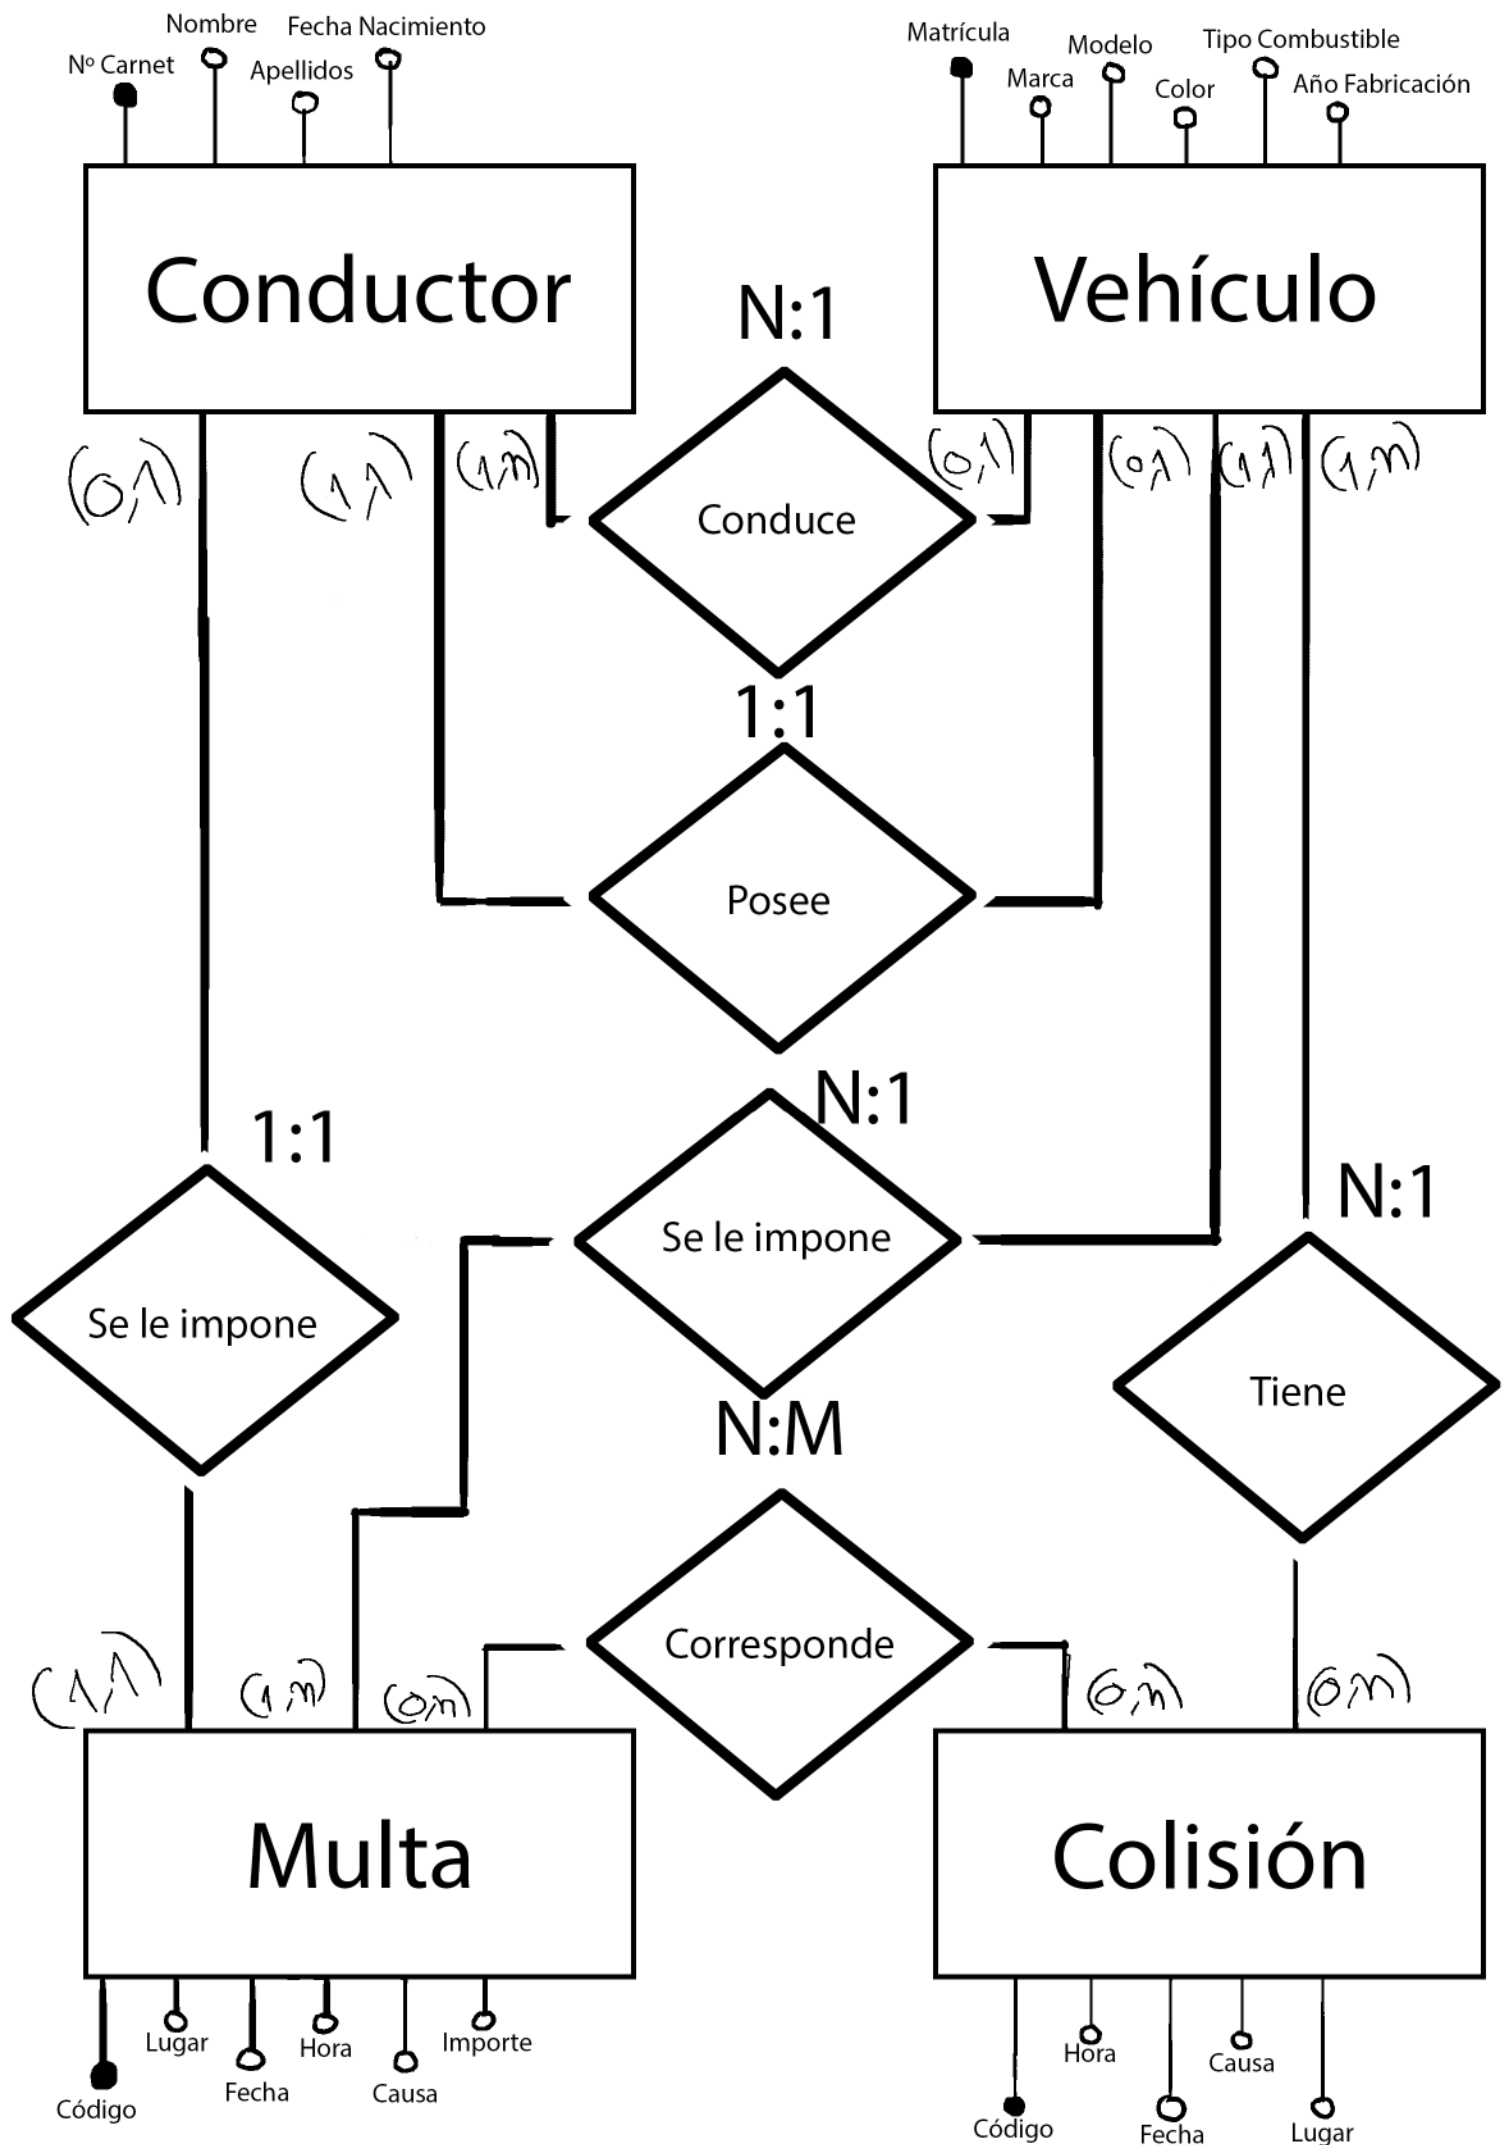 Nombre
Fecha Nacimiento
Nº Carnet
Apellidos
Matrícula
Modelo
Tipo Combustible
Marca
Color
Año Fabricación
Conductor
Vehículo
N:1
(0,1)
(1,1)
(1,n)
Conduce
(0,1)
(0,1)
(1,1)
(1,n)
1:1
Posee
N:1
1:1
N:1
Se le impone
Se le impone
Tiene
N:M
Corresponde
(1,1)
(1,n)
(0,n)
(0,n)
(0,n)
Multa
Colisión
Lugar
Hora
Importe
Código
Fecha
Causa
Hora
Causa
Código
Fecha
Lugar